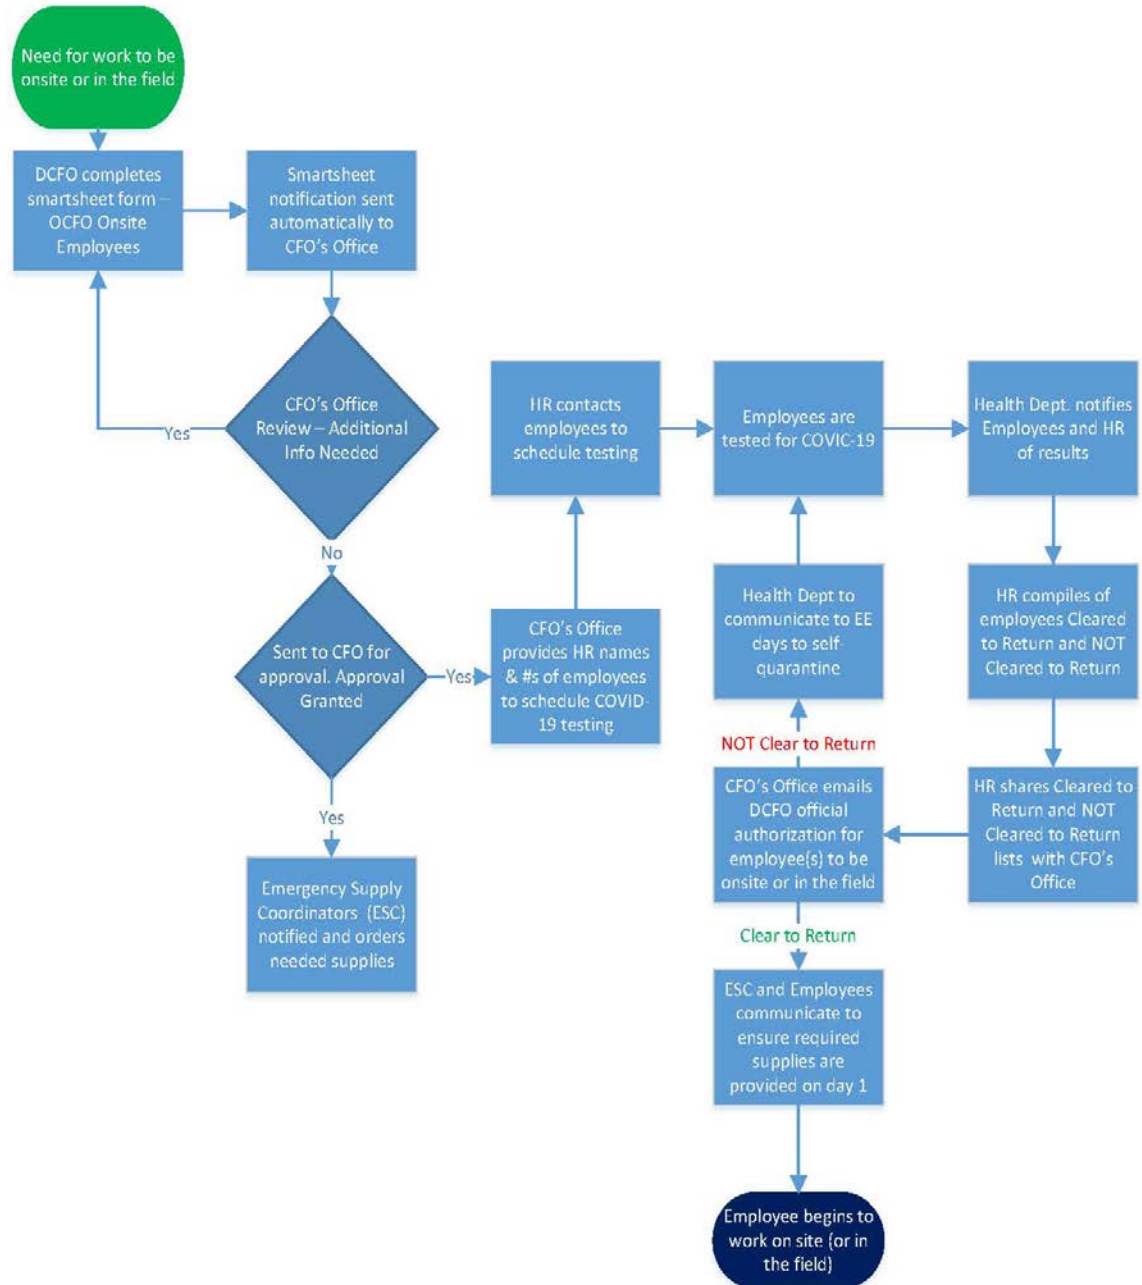 Need for work to be
onsite or in the field
DCFO completes
smartsheet form –
OCFO Onsite
Employees
Smartsheet
notification sent
automatically to
CFO's Office
CFO's Office
Review – Additional
Info Needed
Yes
No
Sent to CFO for
approval. Approval
Granted
Yes
Yes
Emergency Supply
Coordinators (ESC)
notified and orders
needed supplies
CFO's Office
provides HR names
& #s of employees
to schedule COVID-
19 testing
HR contacts
employees to
schedule testing
Employees are
tested for COVIC-19
Health Dept. notifies
Employees and HR
of results
HR compiles of
employees Cleared
to Return and NOT
Cleared to Return
HR shares Cleared to
Return and NOT
Cleared to Return
lists with CFO's
Office
CFO's Office emails
DCFO official
authorization for
employee(s) to be
onsite or in the field
NOT Clear to Return
Health Dept to
communicate to EE
days to self-
quarantine
Clear to Return
ESC and Employees
communicate to
ensure required
supplies are
provided on day 1
Employee begins to
work on site (or in
the field)